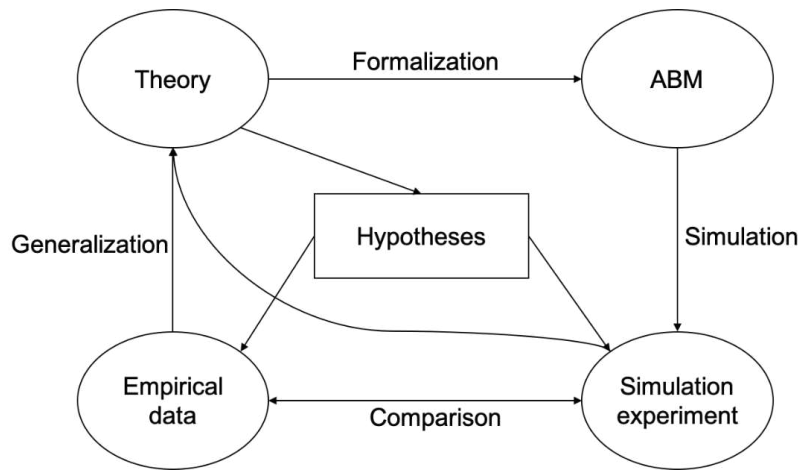 Theory
Formalization
ABM
Generalization
Hypotheses
Simulation
Empirical
data
Comparison
Simulation
experiment